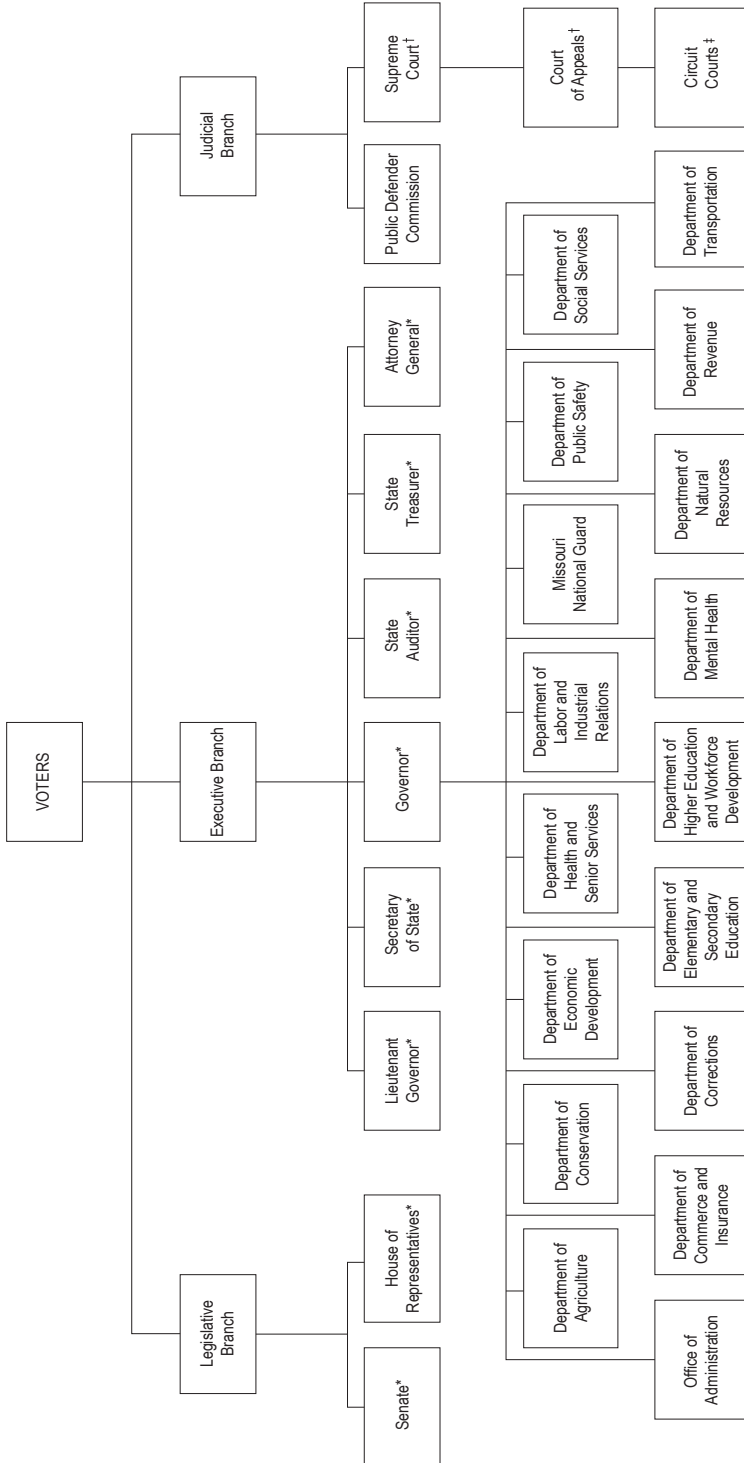 VOTERS
Legislative
Branch
Executive Branch
Judicial
Branch
Senate*
House of
Representatives*
Lieutenant
Governor*
Secretary
of State*
Governor*
State
Auditor*
State
Treasurer*
Attorney
General*
Public Defender
Commission
Supreme
Court†
Department of
Agriculture
Department of
Conservation
Department of
Economic
Development
Department of
Health and
Senior Services
Department of
Labor and
Industrial
Relations
Missouri
National Guard
Department of
Public Safety
Department of
Social Services
Court
of Appeals†
Office of
Administration
Department of
Commerce and
Insurance
Department of
Corrections
Department of
Elementary and
Secondary
Education
Department of
Higher Education
and Workforce
Development
Department of
Mental Health
Department of
Natural
Resources
Department of
Revenue
Department of
Transportation
Circuit
Courts ‡